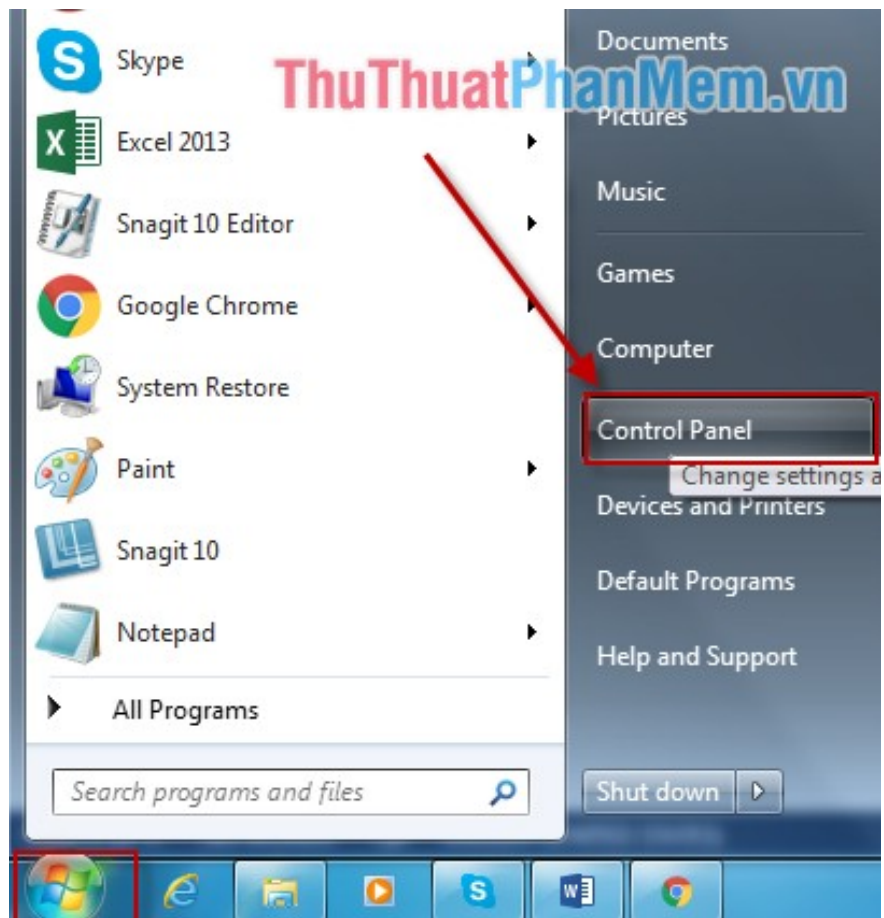 ThuThuatPhanMem.vn
Skype
Excel 2013
Snagit 10 Editor
Google Chrome
System Restore
Paint
Snagit 10
Notepad
All Programs
Search programs and files
Documents
Pictures
Music
Games
Computer
Control Panel
Change settings a
Devices and Printers
Default Programs
Help and Support
Shut down